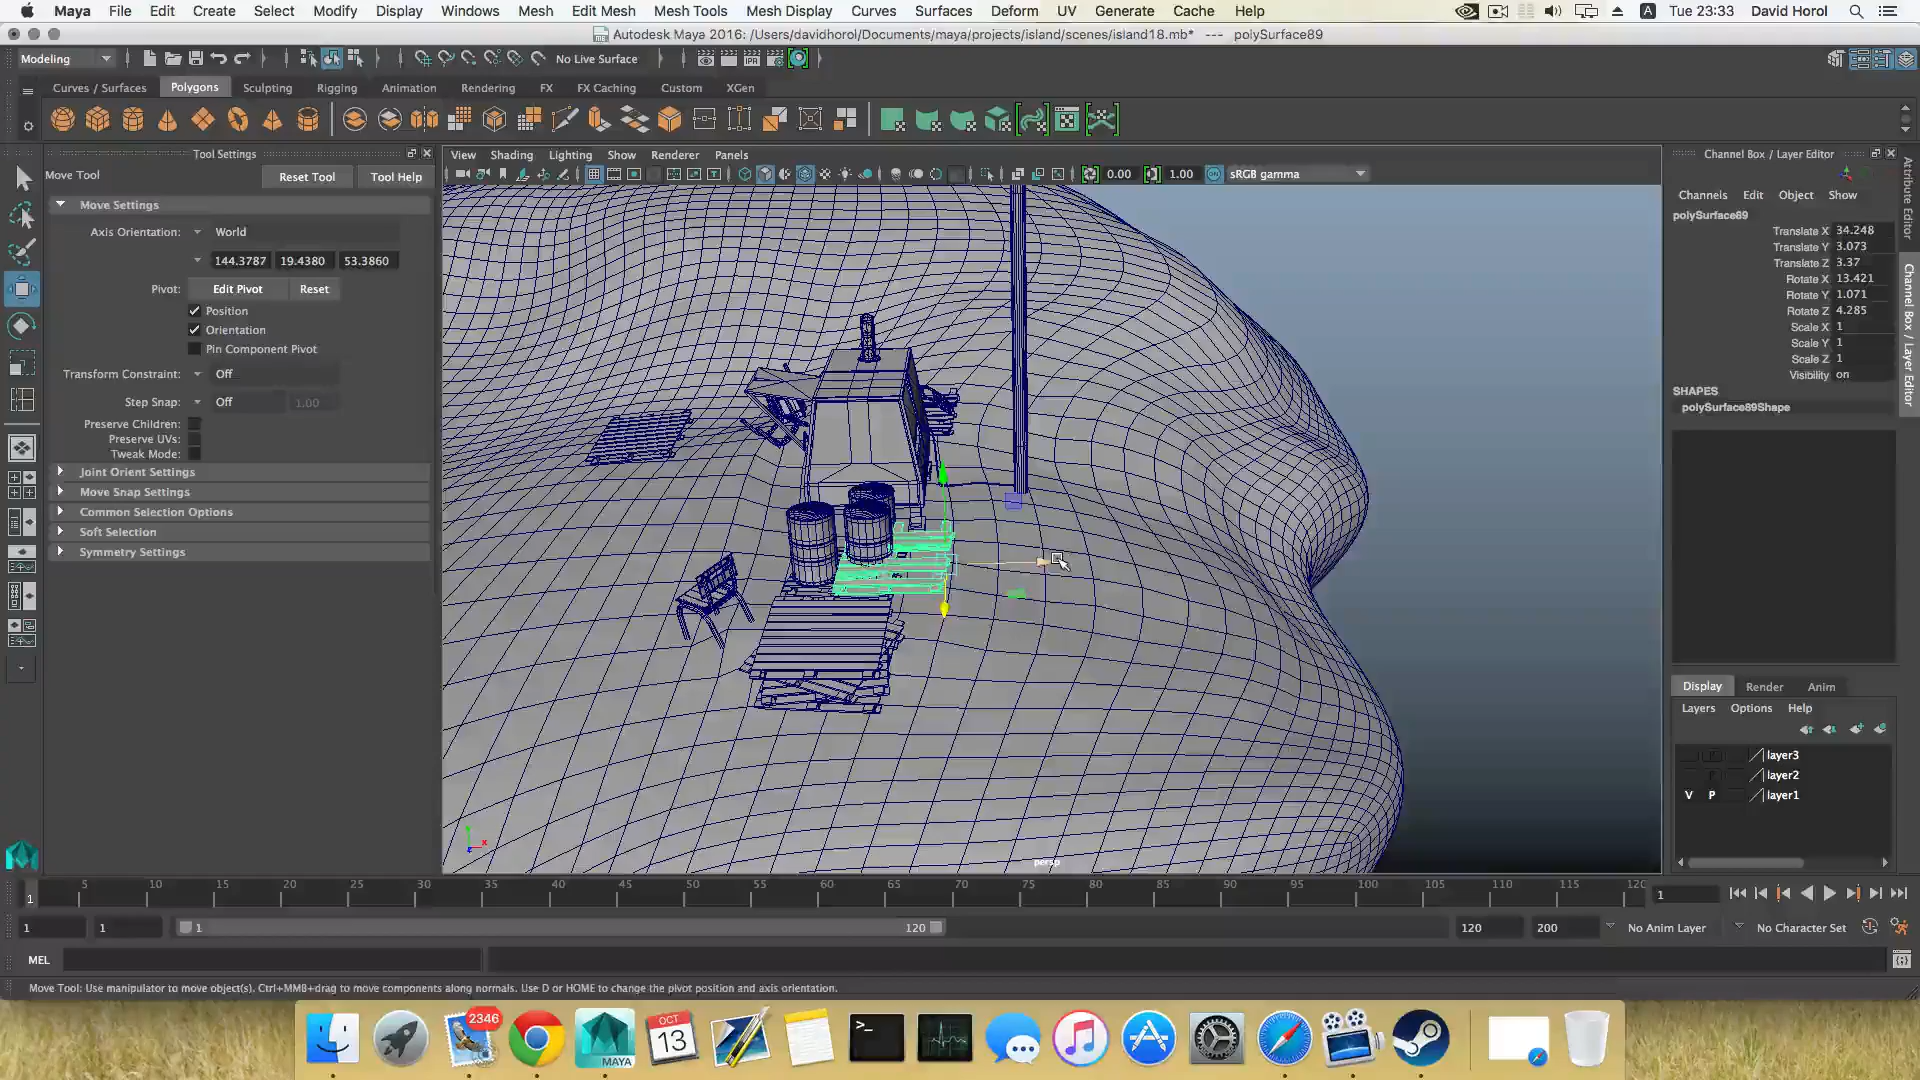 Maya File Edit Create Select Modify Display Windows Mesh Edit Mesh Mesh Tools Mesh Display Curves Surfaces Deform UV Generate Cache Help A Tue 23:33 David Horol
Autodesk Maya 2016: /Users/davidhorol/Documents/maya/projects/island/scenes/island18.mb* --- polySurface89
Modeling No Live Surface
Curves / Surfaces Polygons Sculpting Rigging Animation Rendering FX FX Caching Custom XGen
Tool Settings
Move Tool Reset Tool Tool Help
Move Settings
Axis Orientation: World
144.3787 19.4380 53.3860
Pivot: Edit Pivot Reset
Position
Orientation
Pin Component Pivot
Transform Constraint: Off
Step Snap: Off 1.00
Preserve Children:
Preserve UVs:
Tweak Mode:
Joint Orient Settings
Move Snap Settings
Common Selection Options
Soft Selection
Symmetry Settings
View Shading Lighting Show Renderer Panels
0.00 1.00 sRGB gamma
persp
Channel Box / Layer Editor
Channels Edit Object Show
polySurface89
Translate X 34.248
Translate Y 3.073
Translate Z 3.37
Rotate X 13.421
Rotate Y 1.071
Rotate Z 4.285
Scale X 1
Scale Y 1
Scale Z 1
Visibility on
SHAPES
polySurface89Shape
Attribute Editor
Channel Box / Layer Editor
Display Render Anim
Layers Options Help
layer3
layer2
V P layer1
1 5 10 15 20 25 30 35 40 45 50 55 60 65 70 75 80 85 90 95 100 105 110 115 120 1
1 1 1 120 120 200 No Anim Layer No Character Set
MEL
Move Tool: Use manipulator to move object(s). Ctrl+MMB+drag to move components along normals. Use D or HOME to change the pivot position and axis orientation.
2346
MAYA
OCT
13